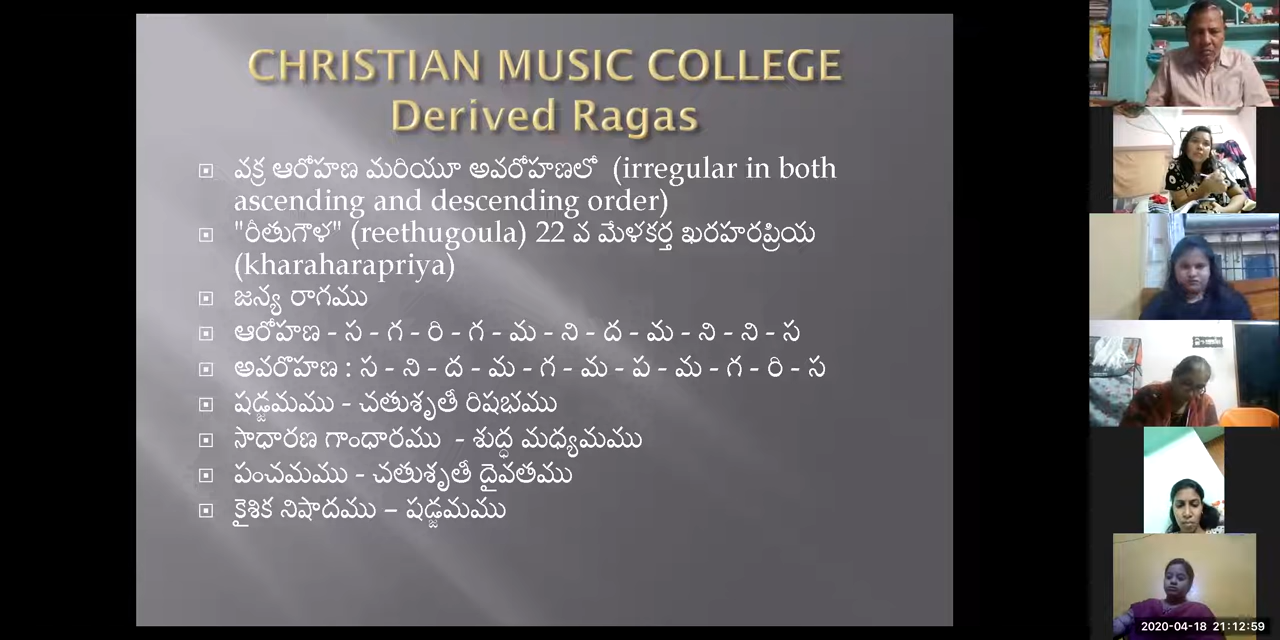 CHRISTIAN MUSIC COLLEGE
Derived Ragas
వక్ర ఆరోహణ మరియూ అవరోహణలో (irregular in both
ascending and descending order)
"రీతుగౌళ" (reethugoula) 22 వ మేళకర్త ఖరహరప్రియ
(kharaharapriya)
జన్య రాగము
ఆరోహణ - స - గ - రి - గ - మ - ని - ద - మ - ని - ని - స
అవరొహణ : స - ని - ద - మ - గ - మ - ప - మ - గ - రి - స
షడ్జమము - చతుశృతీ రిషభము
సాధారణ గాంధారము - శుద్ధ మధ్యమము
పంచమము - చతుశృతీ దైవతము
కైశిక నిషాదము – షడ్జమము
2020-04-18 21:12:59